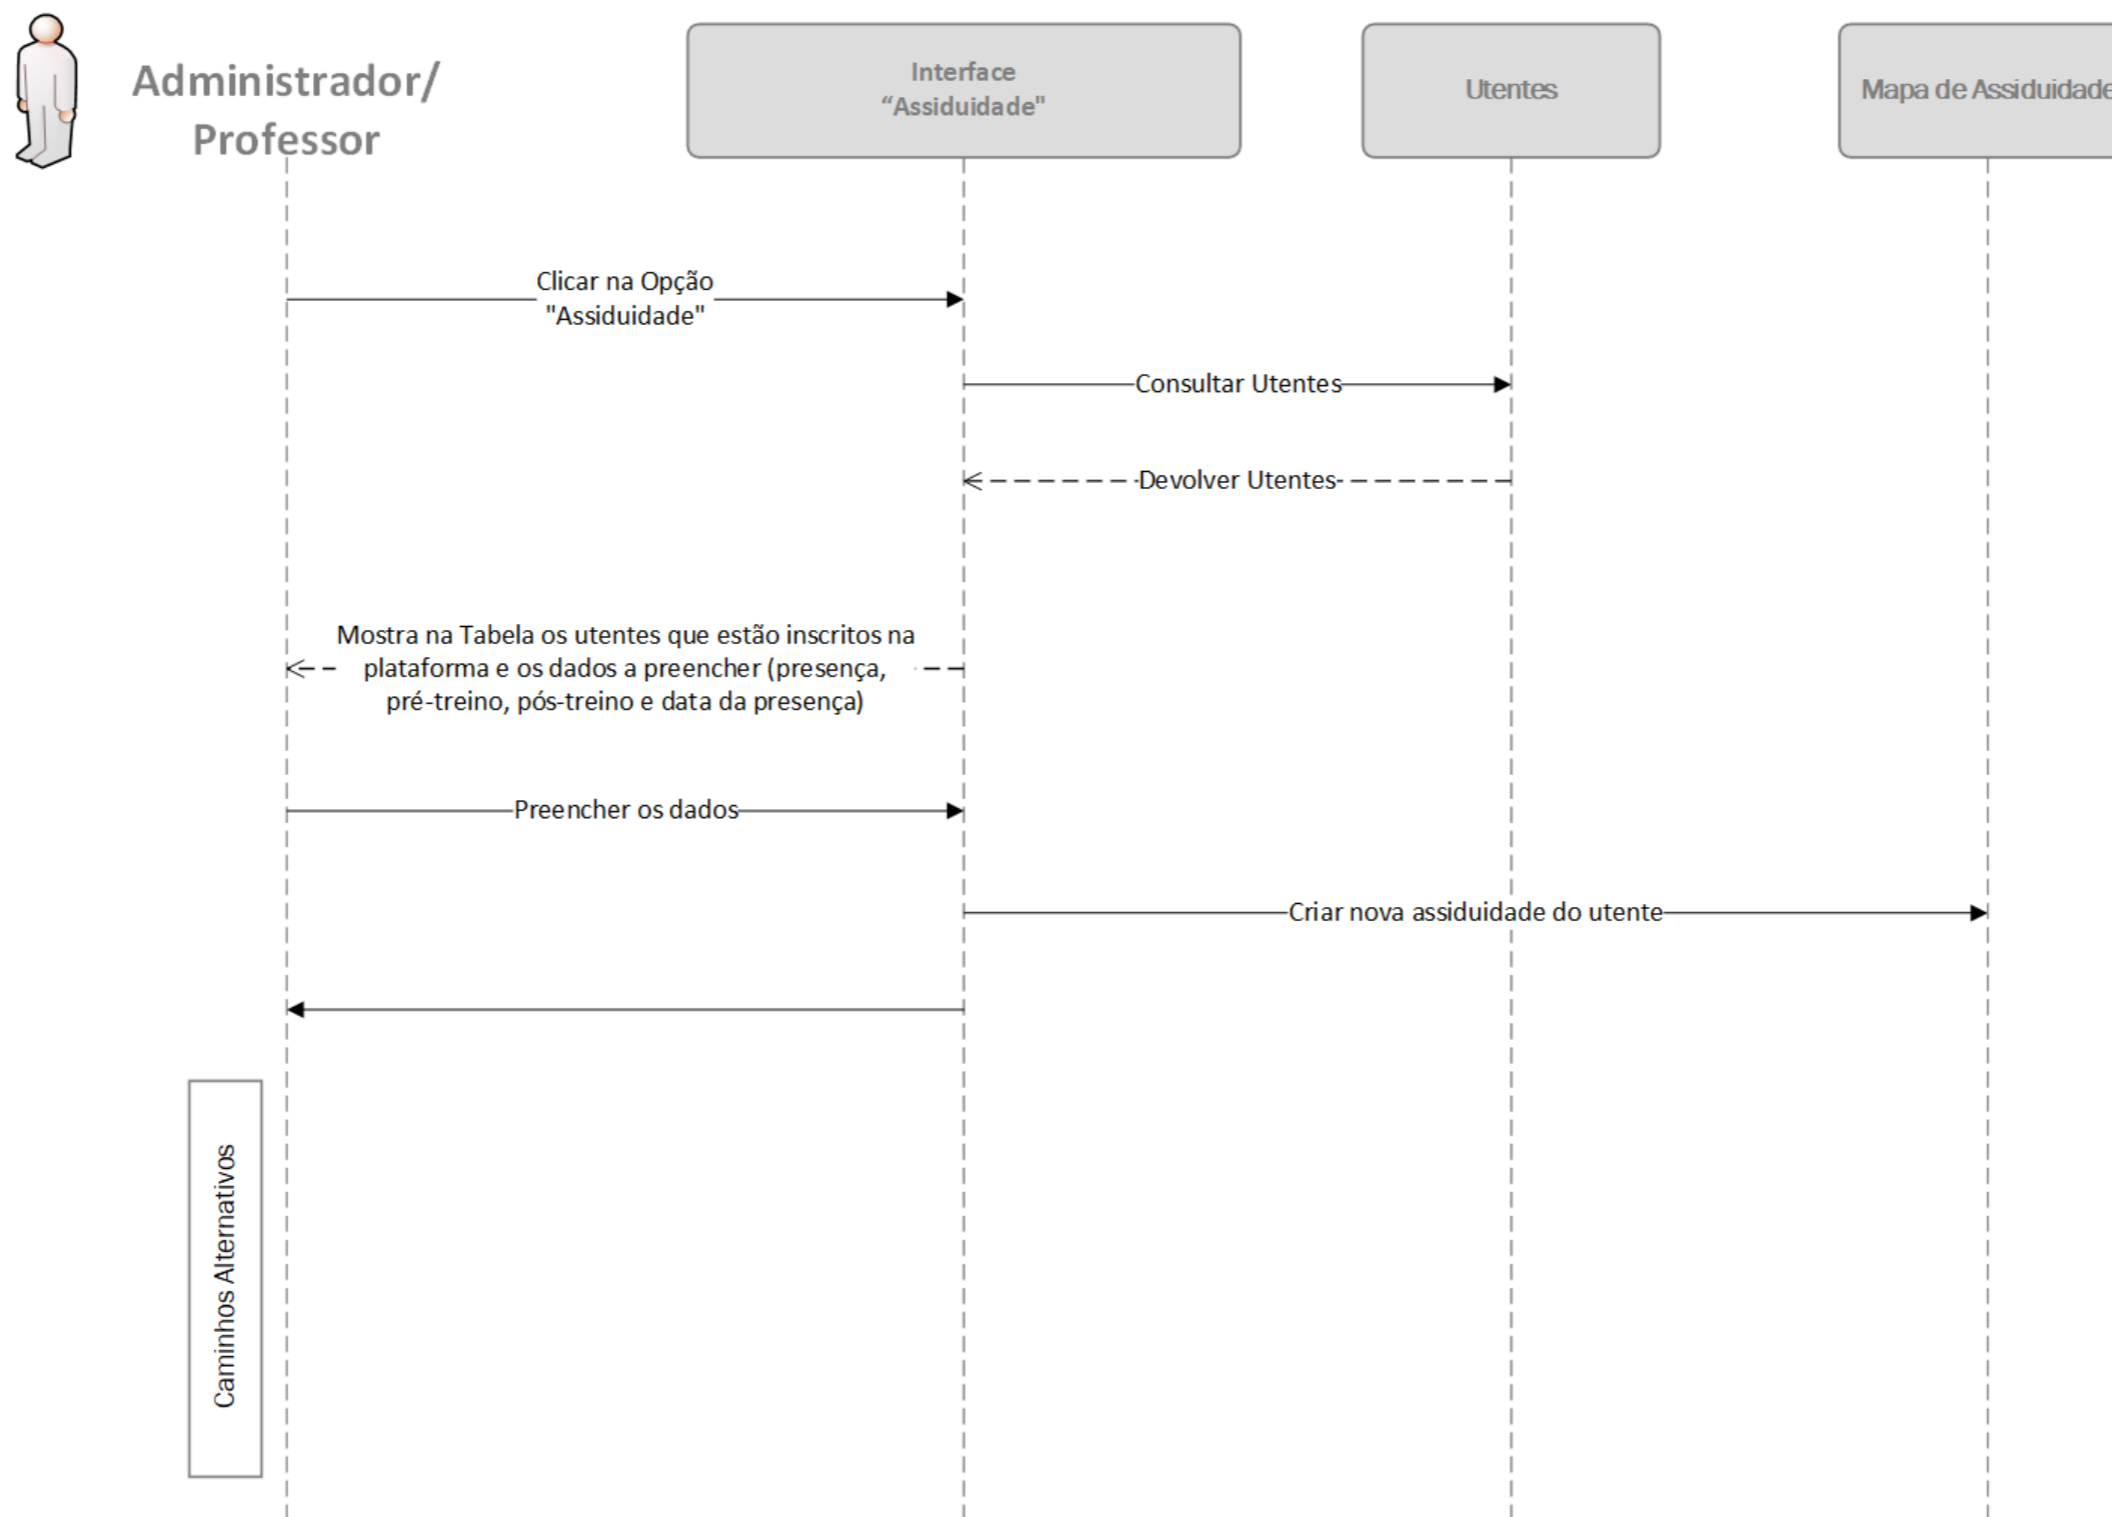 Administrador/
Professor
Interface
“Assiduidade"
Utentes
Mapa de Assiduidade
Clicar na Opção
"Assiduidade"
Consultar Utentes
Devolver Utentes
Mostra na Tabela os utentes que estão inscritos na
plataforma e os dados a preencher (presença,
pré-treino, pós-treino e data da presença)
Preencher os dados
Criar nova assiduidade do utente
Caminhos Alternativos